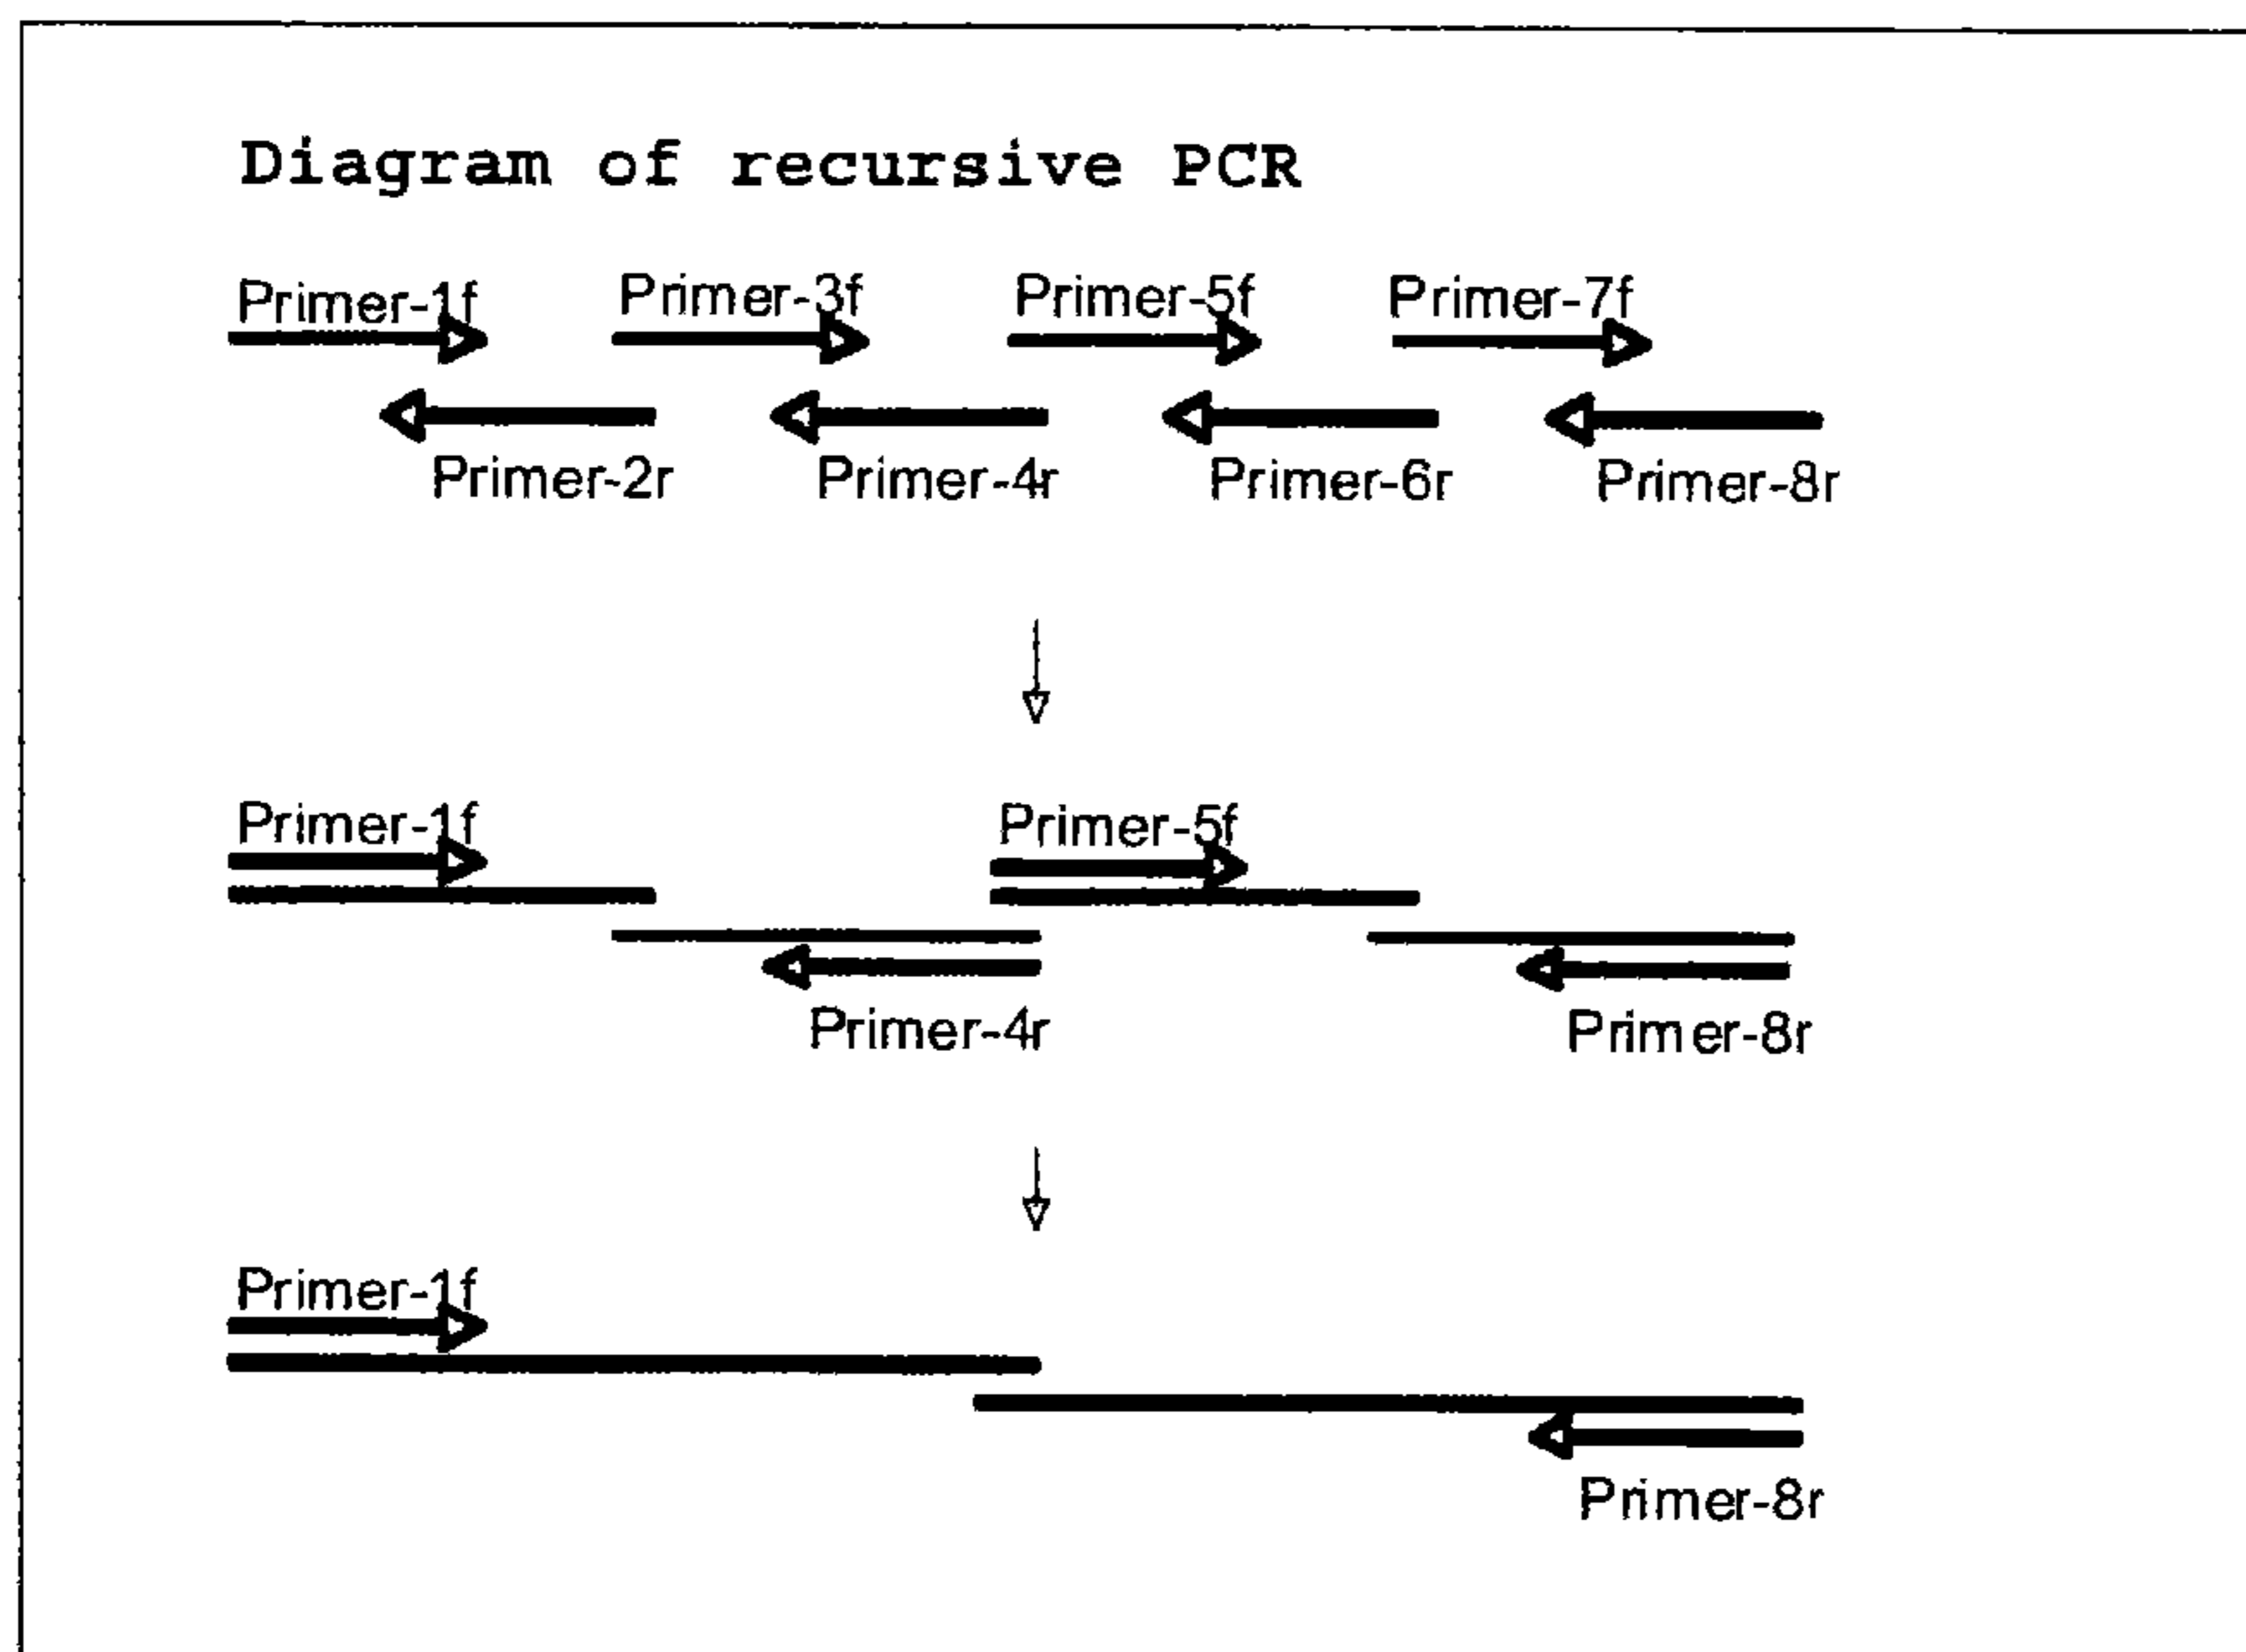 Diagram of recursive PCR
Primer-1f
Primer-3f
Primer-5f
Primer-7f
Primer-2r
Primer-4r
Primer-6r
Primer-8r
Primer-1f
Primer-5f
Primer-4r
Primer-8r
Primer-1f
Primer-8r